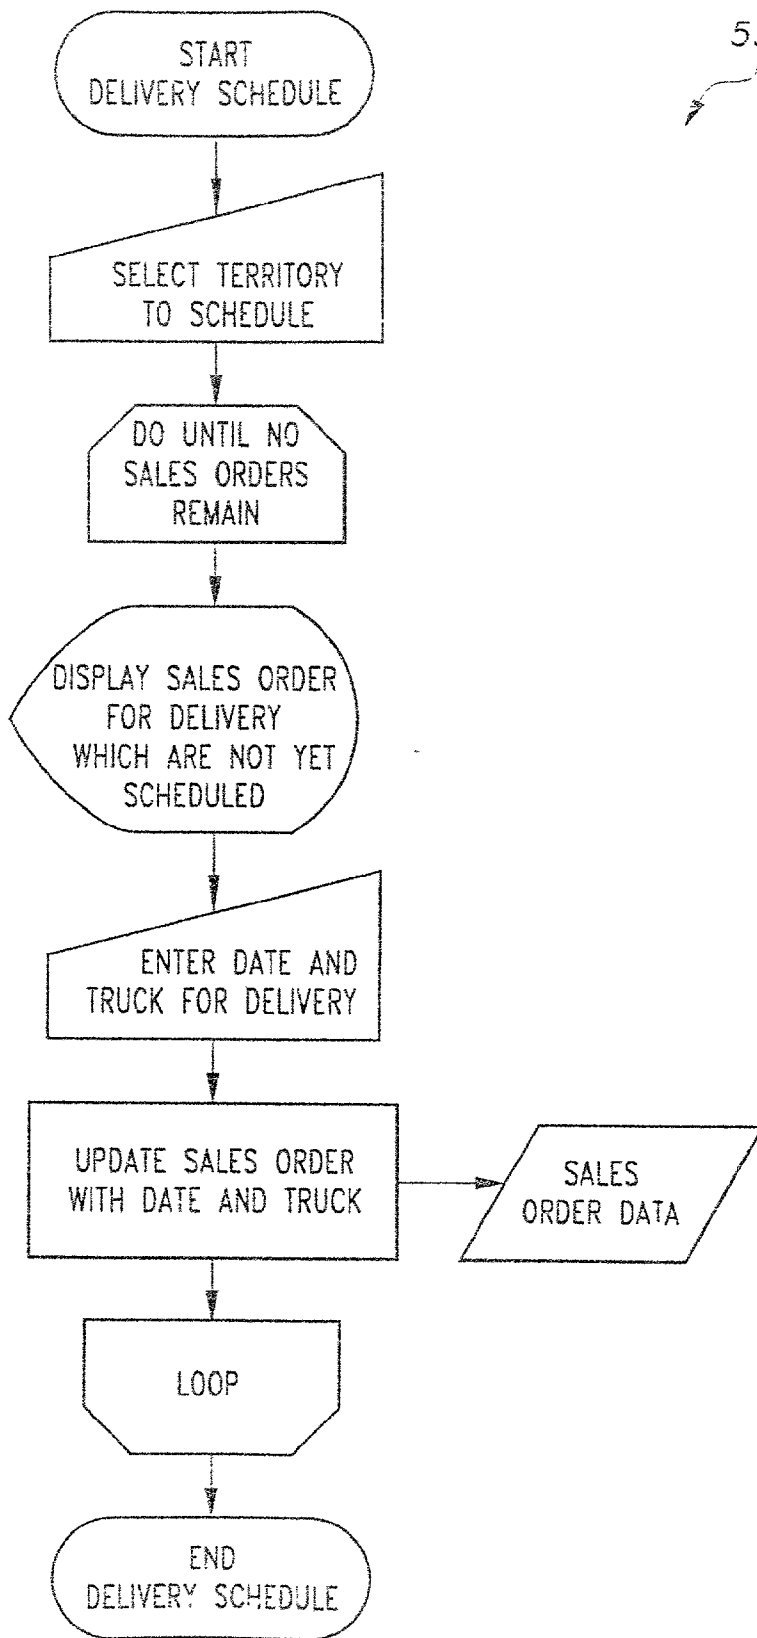 START
DELIVERY SCHEDULE
SELECT TERRITORY
TO SCHEDULE
DO UNTIL NO
SALES ORDERS
REMAIN
DISPLAY SALES ORDER
FOR DELIVERY
WHICH ARE NOT YET
SCHEDULED
ENTER DATE AND
TRUCK FOR DELIVERY
UPDATE SALES ORDER
WITH DATE AND TRUCK
SALES
ORDER DATA
LOOP
END
DELIVERY SCHEDULE